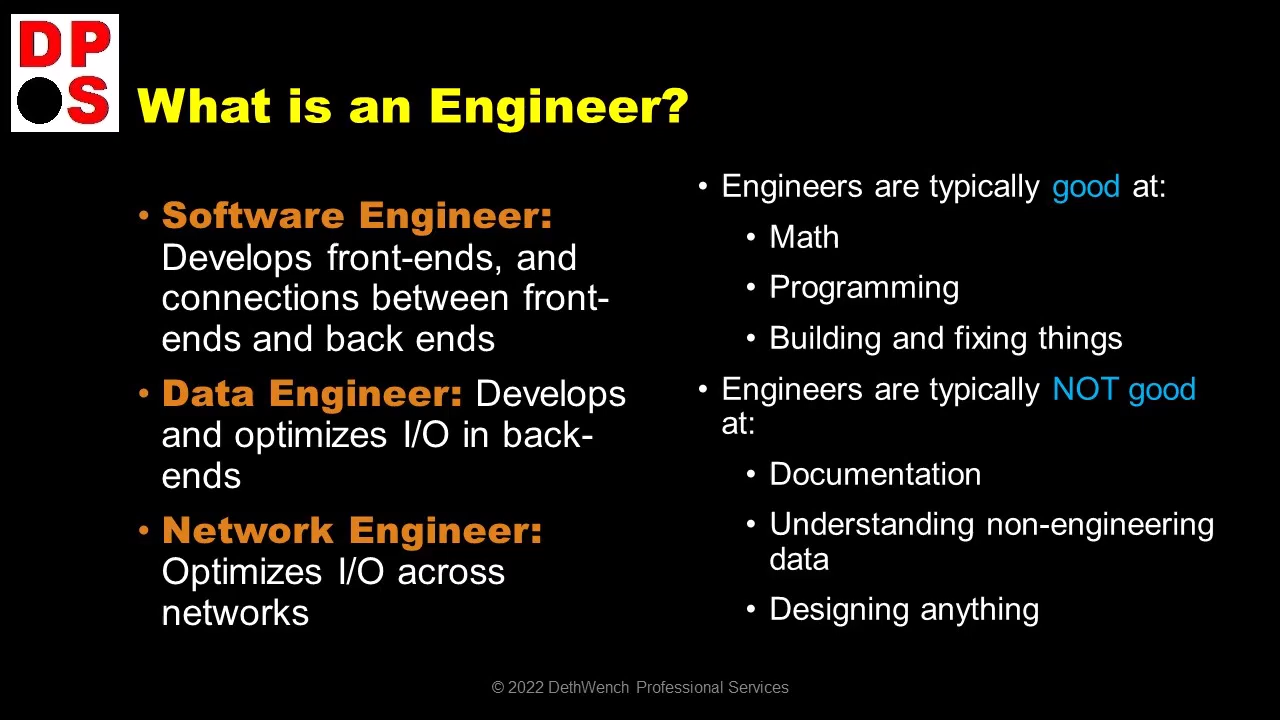 DP
S
What is an Engineer?
• Software Engineer:
Develops front-ends, and
connections between front-
ends and back ends
• Data Engineer: Develops
and optimizes I/O in back-
ends
• Network Engineer:
Optimizes I/O across
networks
• Engineers are typically good at:
• Math
• Programming
• Building and fixing things
• Engineers are typically NOT good
at:
• Documentation
• Understanding non-engineering
data
• Designing anything
© 2022 DethWench Professional Services